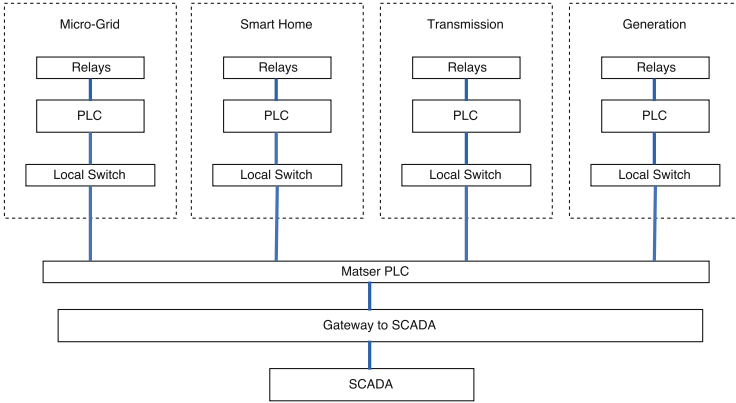 Micro-Grid
Smart Home
Transmission
Generation
Relays
Relays
Relays
Relays
PLC
PLC
PLC
PLC
Local Switch
Local Switch
Local Switch
Local Switch
Matser PLC
Gateway to SCADA
SCADA